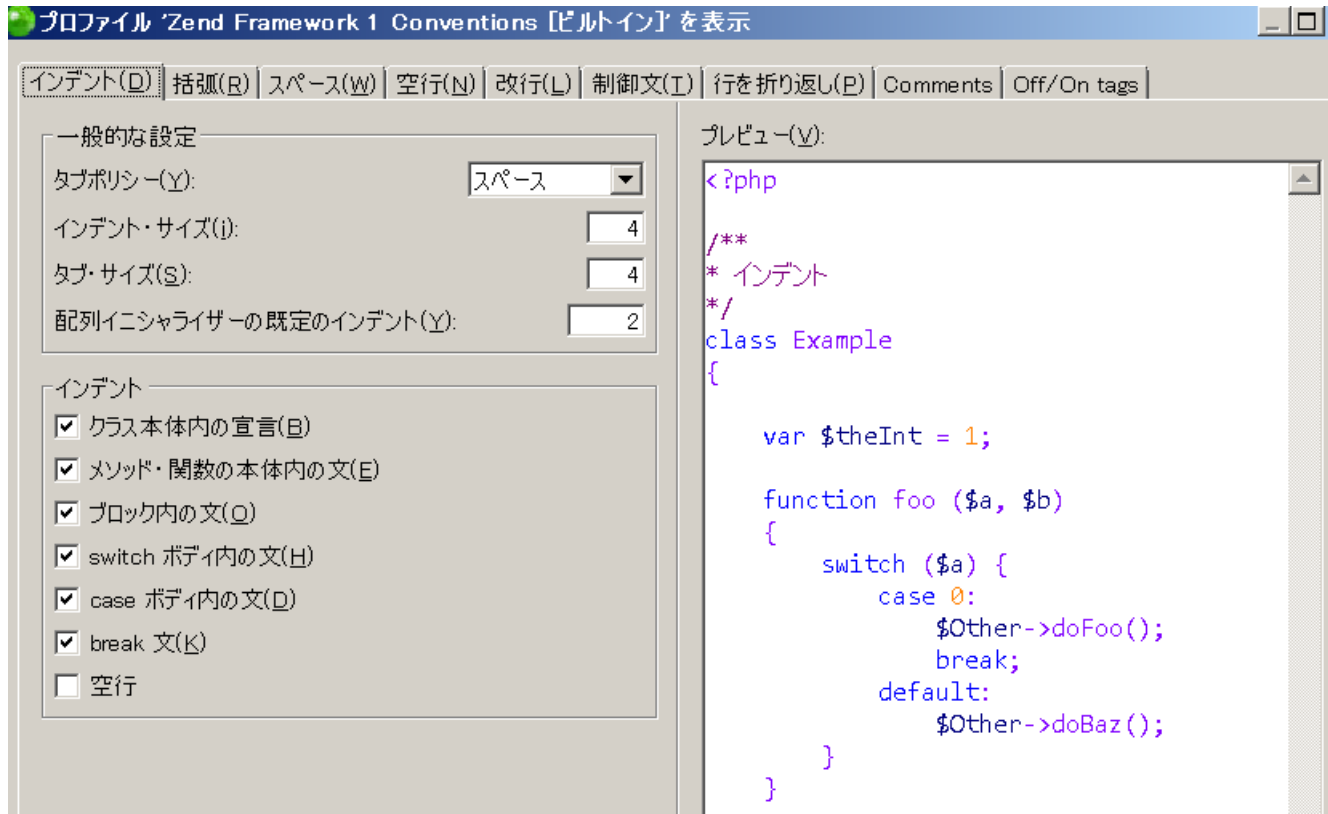 プロファイル 'Zend Framework 1 Conventions [ビルトイン]' を表示
インデント(D) 括弧(R) スペース(W) 空行(N) 改行(L) 制御文(T) 行を折り返し(P) Comments Off/On tags
一般的な設定
タブポリシー(Y): スペース
インデント・サイズ(i): 4
タブ・サイズ(S): 4
配列イニシャライザーの既定のインデント(Y): 2
インデント
クラス本体内の宣言(B)
メソッド・関数の本体内の文(E)
ブロック内の文(O)
switch ボディ内の文(H)
case ボディ内の文(D)
break 文(K)
空行
プレビュー(V):
<?php
/**
* インデント
*/
class Example
{
var $theInt = 1;
function foo ($a, $b)
{
switch ($a) {
case 0:
$Other->doFoo();
break;
default:
$Other->doBaz();
}
}